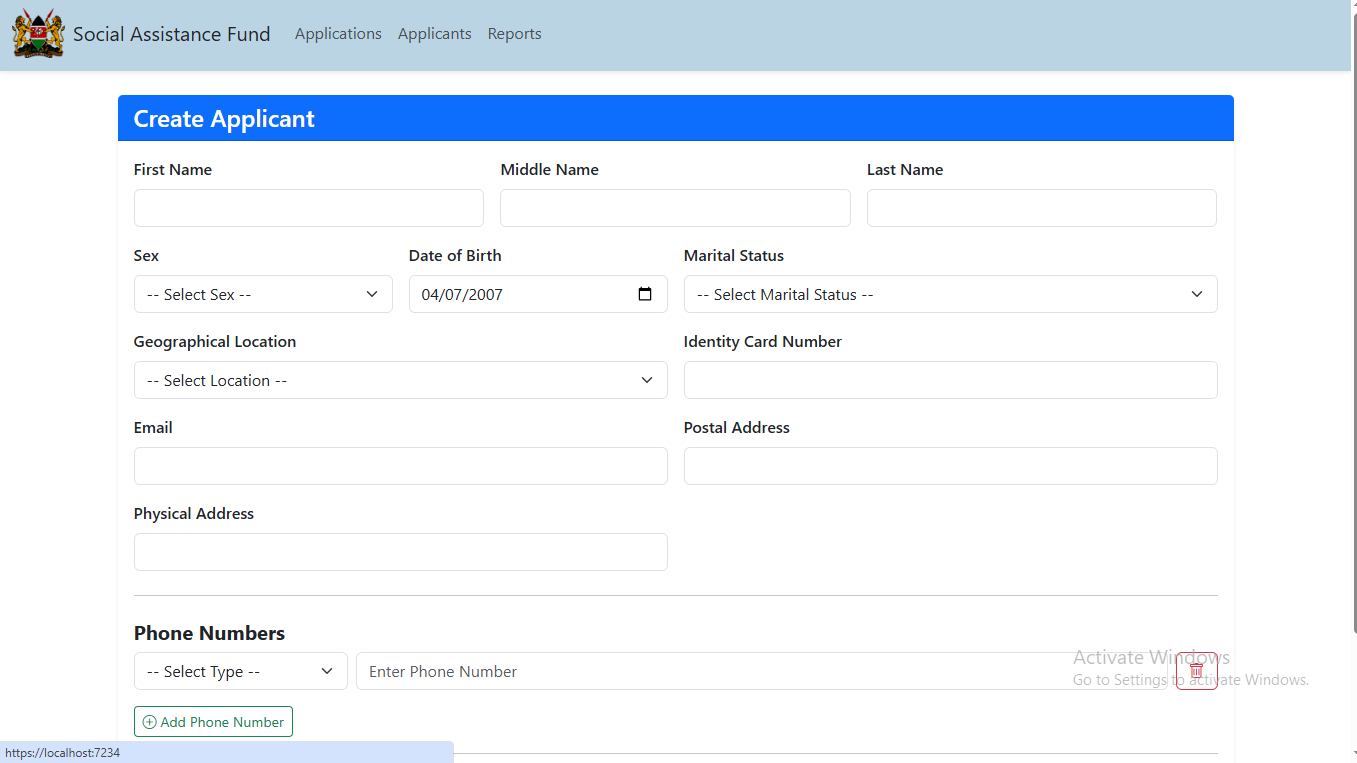 Social Assistance Fund Applications Applicants Reports
Create Applicant
First Name Middle Name Last Name
Sex Date of Birth Marital Status
-- Select Sex -- 04/07/2007 -- Select Marital Status --
Geographical Location Identity Card Number
-- Select Location --
Email Postal Address
Physical Address
Phone Numbers
-- Select Type -- Enter Phone Number
Activate Windows
Go to Settings to activate Windows.
Add Phone Number
https://localhost:7234